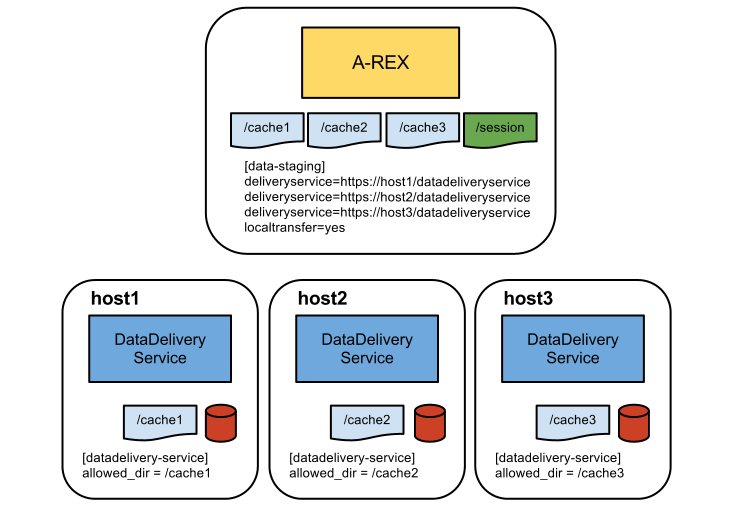 A-REX
/cache1
/cache2
/cache3
/session
[data-staging]
deliveryservice=https://host1/datadeliveryservice
deliveryservice=https://host2/datadeliveryservice
deliveryservice=https://host3/datadeliveryservice
localtransfer=yes
host1
DataDelivery
Service
/cache1
[datadelivery-service]
allowed_dir = /cache1
host2
DataDelivery
Service
/cache2
[datadelivery-service]
allowed_dir = /cache2
host3
DataDelivery
Service
/cache3
[datadelivery-service]
allowed_dir = /cache3